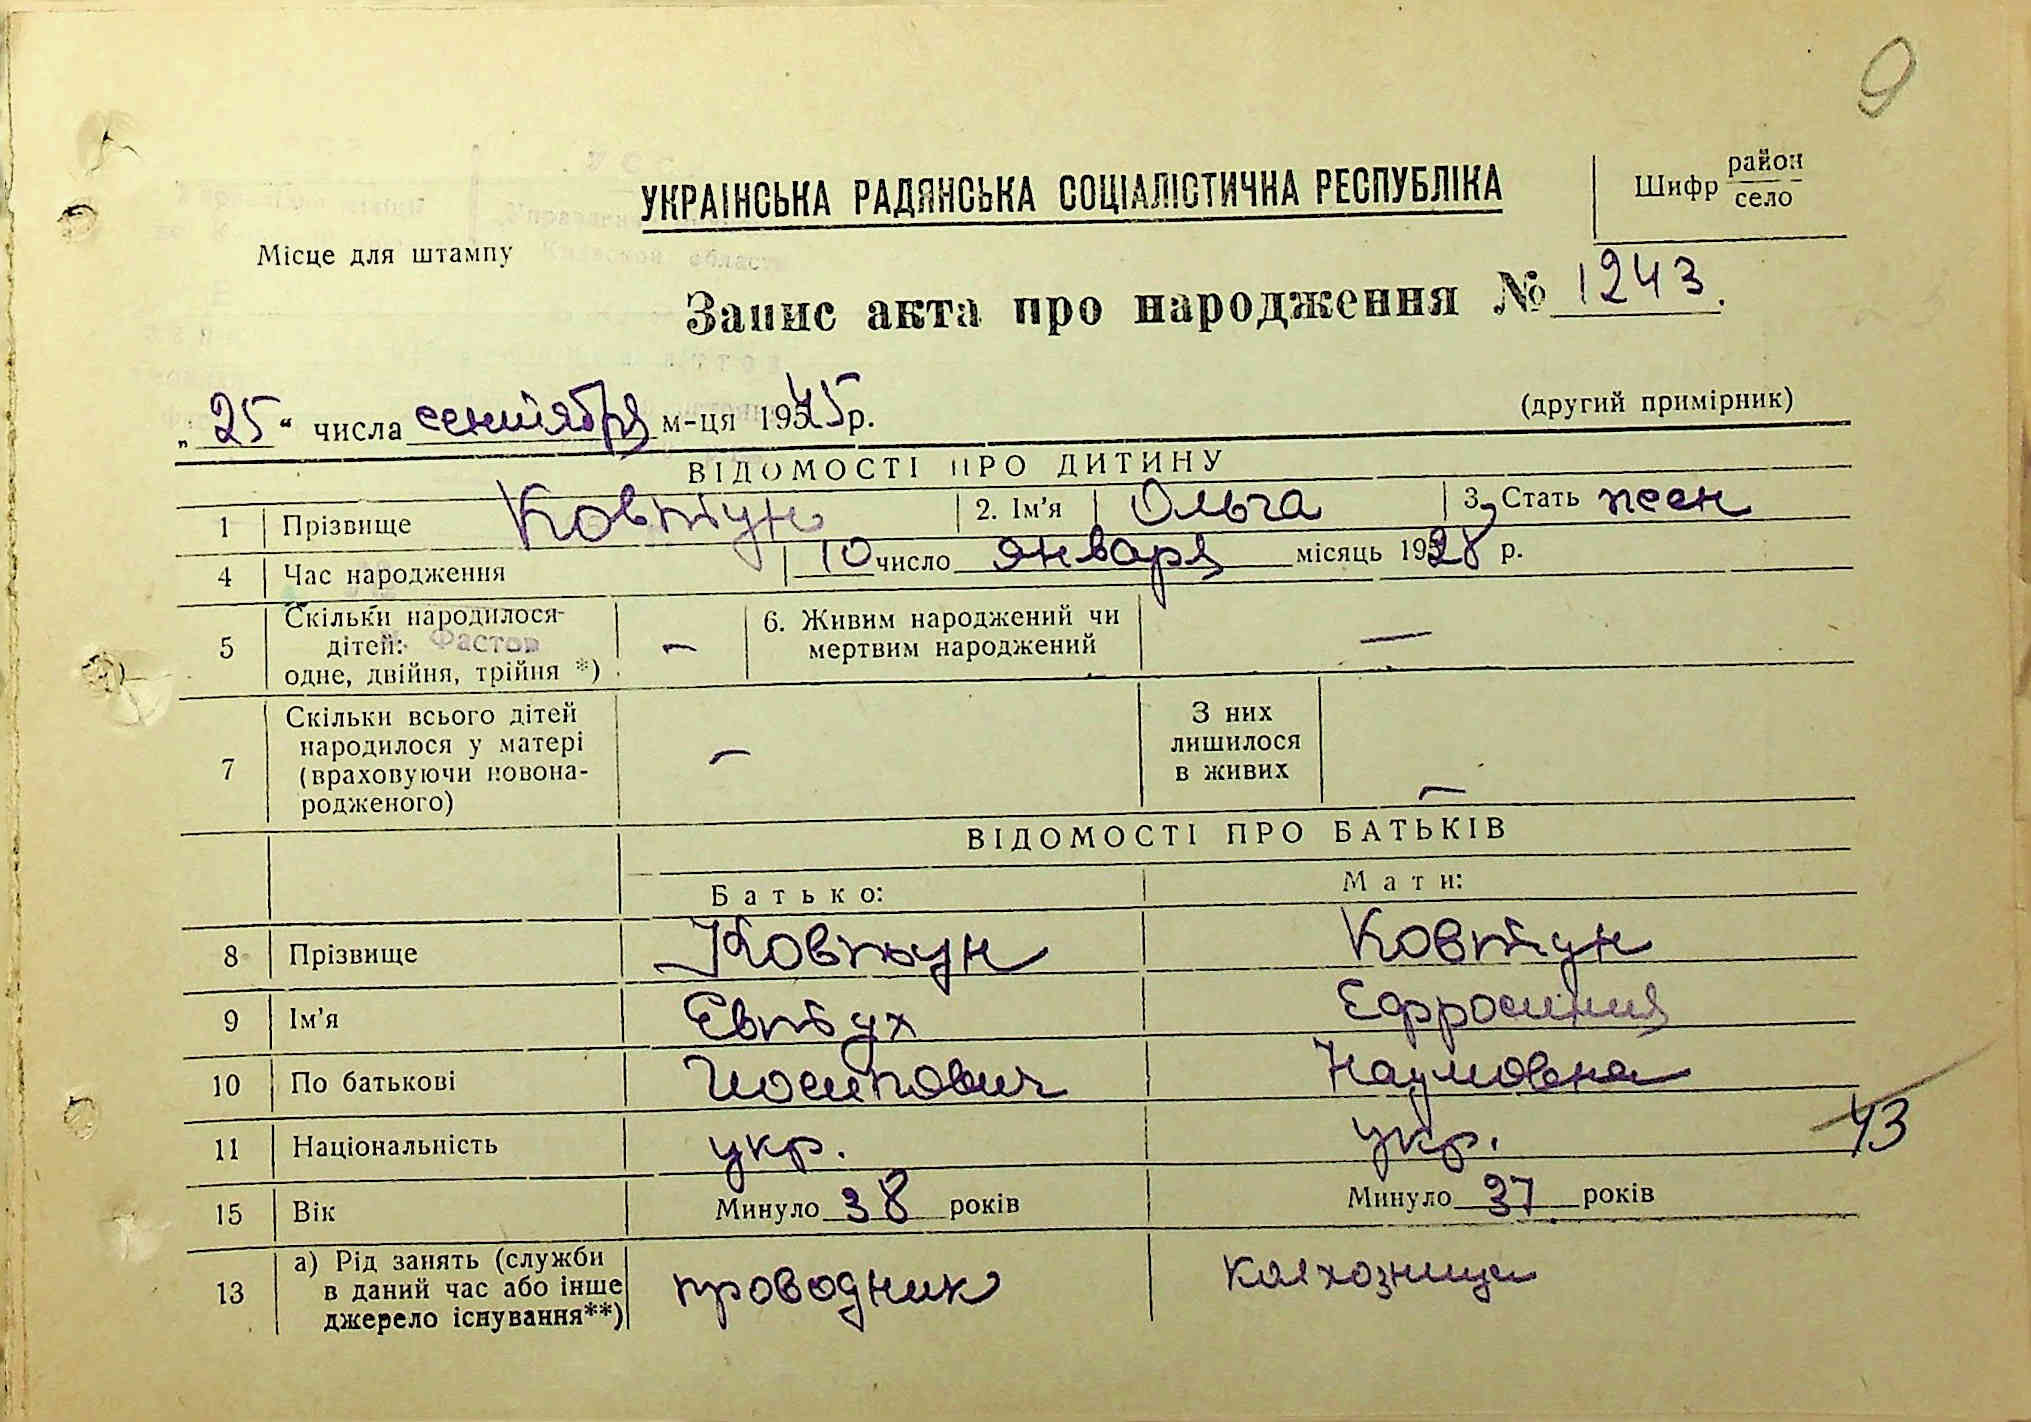 9
УКРАЇНСЬКА РАДЯНСЬКА СОЦІАЛІСТИЧНА РЕСПУБЛІКА
Шифр район
село
Місце для штампу
Запис акта про народження № 1243.
„25“ числа сентября м-ця 1945 р.
(другий примірник)
ВІДОМОСТІ ПРО ДИТИНУ
1 Прізвище Ковтун 2. Ім'я Ольга 3. Стать жен
4 Час народження 10 число января місяць 1928 р.
5 Скільки народилося дітей: одне, двійня, трійня *) — 6. Живим народжений чи мертвим народжений —
м. Фастов
7 Скільки всього дітей народилося у матері (враховуючи новонародженого) — З них лишилося в живих —
ВІДОМОСТІ ПРО БАТЬКІВ
Батько: Мати:
8 Прізвище Ковтун Ковтун
9 Ім'я Евтух Ефросиния
10 По батькові Иосипович Наумовна
11 Національність укр. укр.
43
15 Вік Минуло 38 років Минуло 37 років
13 а) Рід занять (служби в даний час або інше джерело існування**) проводник колхозница